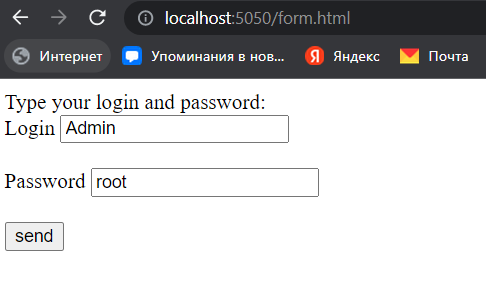 localhost:5050/form.html
Интернет Упоминания в нов... Я Яндекс Почта
Type your login and password:
Login Admin
Password root
send